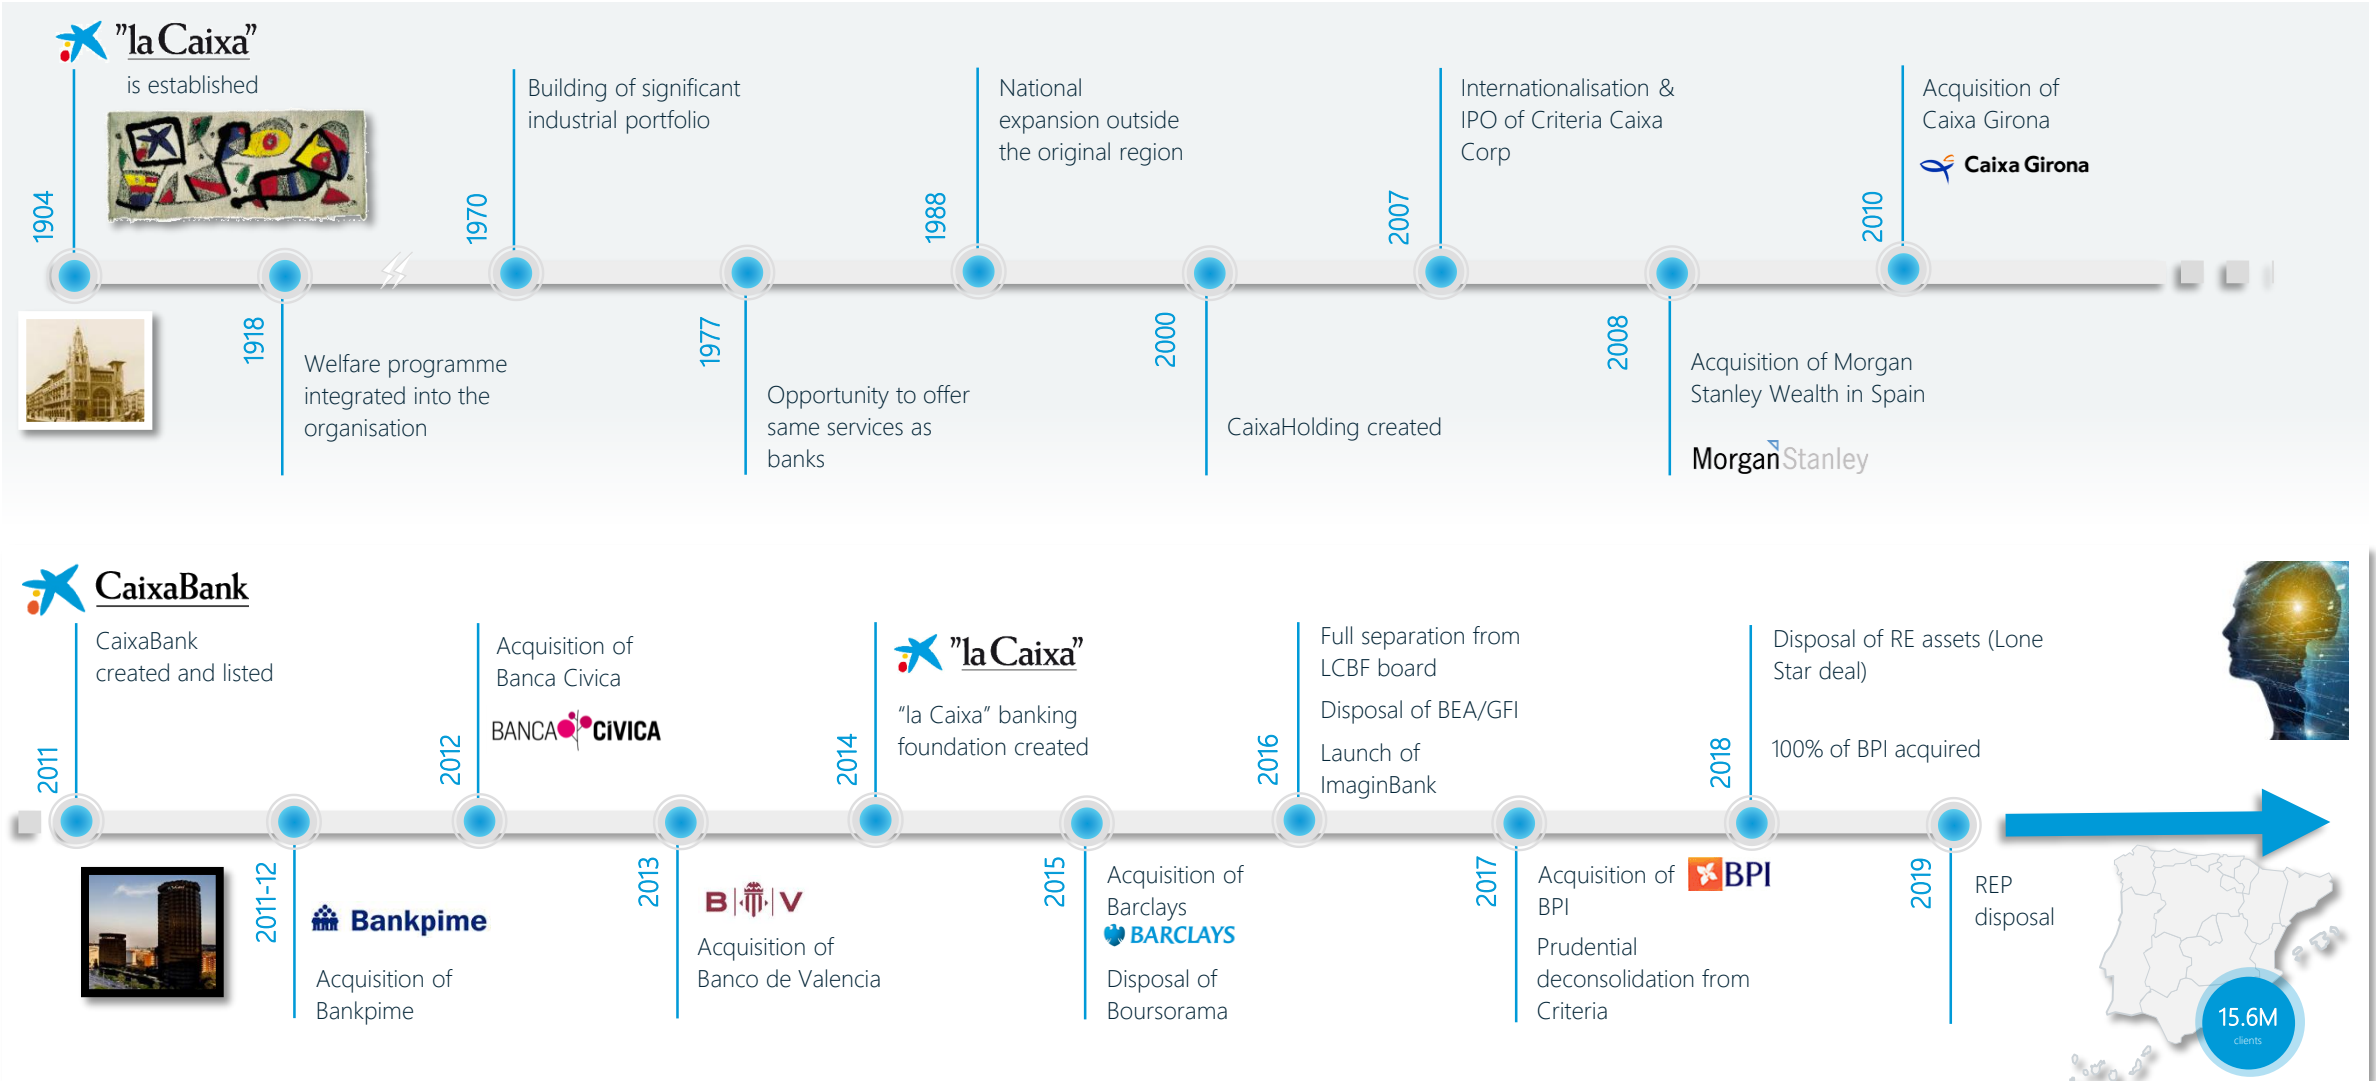 "la Caixa"
is established
1904
1918
Welfare programme
integrated into the
organisation
1970
Building of significant
industrial portfolio
1977
Opportunity to offer
same services as
banks
1988
National
expansion outside
the original region
2000
CaixaHolding created
2007
Internationalisation &
IPO of Criteria Caixa
Corp
2008
Acquisition of Morgan
Stanley Wealth in Spain
Morgan Stanley
2010
Acquisition of
Caixa Girona
Caixa Girona
CaixaBank
CaixaBank
created and listed
2011
2011-12
Bankpime
Acquisition of
Bankpime
2012
Acquisition of
Banca Civica
BANCA CíVICA
2013
B V
Acquisition of
Banco de Valencia
2014
"la Caixa"
“la Caixa” banking
foundation created
2015
Acquisition of
Barclays
BARCLAYS
Disposal of
Boursorama
2016
Full separation from
LCBF board
Disposal of BEA/GFI
Launch of
ImaginBank
2017
Acquisition of
BPI
BPI
Prudential
deconsolidation from
Criteria
2018
Disposal of RE assets (Lone
Star deal)
100% of BPI acquired
2019
REP
disposal
15.6M
clients